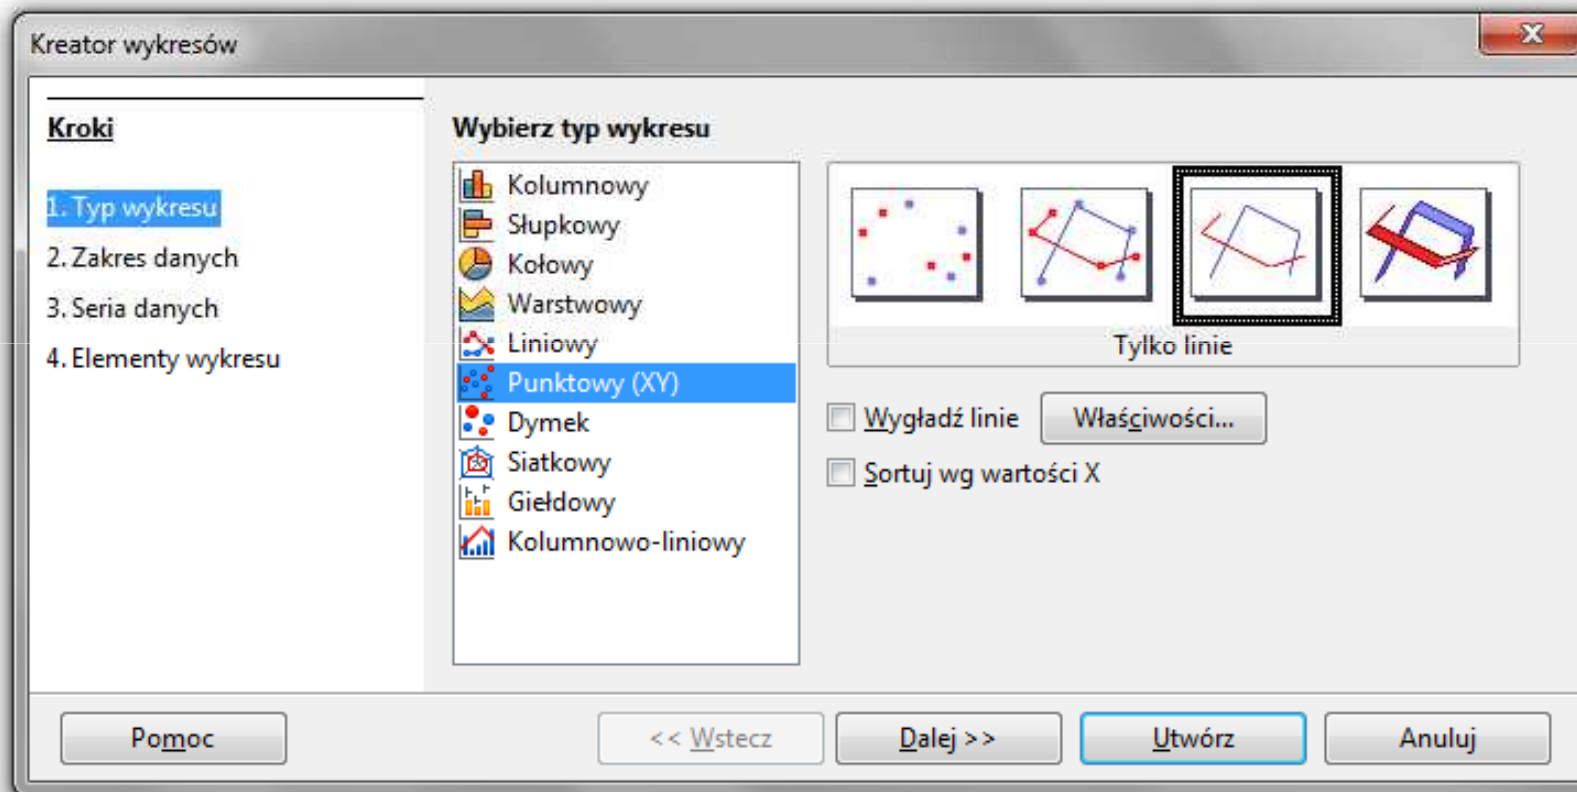 Kreator wykresów
Kroki
1. Typ wykresu
2. Zakres danych
3. Seria danych
4. Elementy wykresu
Wybierz typ wykresu
Kolumnowy
Słupkowy
Kołowy
Warstwowy
Liniowy
Punktowy (XY)
Dymek
Siatkowy
Giełdowy
Kolumnowo-liniowy
Tylko linie
Wygładź linie
Właściwości...
Sortuj wg wartości X
Pomoc
<< Wstecz
Dalej >>
Utwórz
Anuluj